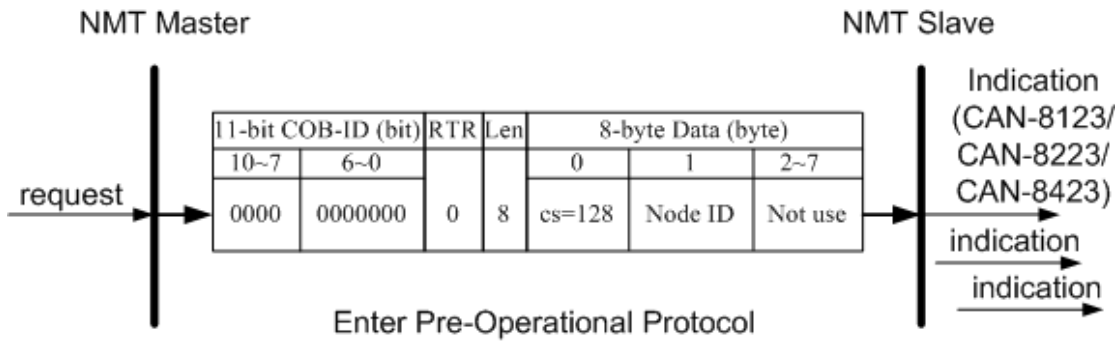 NMT Master
NMT Slave
Indication
(CAN-8123/
CAN-8223/
CAN-8423)
11-bit COB-ID (bit) RTR Len 8-byte Data (byte)
10~7 6~0 0 1 2~7
request
0000 0000000 0 8 cs=128 Node ID Not use
indication
indication
Enter Pre-Operational Protocol